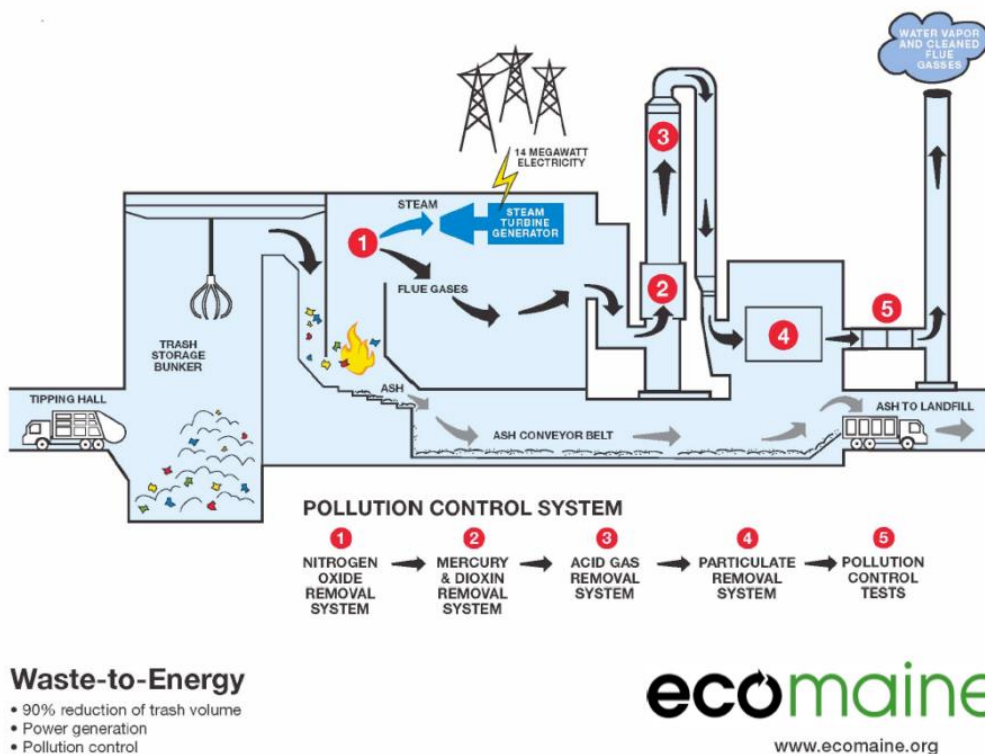 WATER VAPOR
AND CLEANED
FLUE
GASSES
14 MEGAWATT
ELECTRICITY
3
STEAM
STEAM
TURBINE
GENERATOR
1
FLUE GASES
2
5
4
TRASH
STORAGE
BUNKER
ASH
TIPPING HALL
ASH TO LANDFILL
ASH CONVEYOR BELT
POLLUTION CONTROL SYSTEM
1
NITROGEN
OXIDE
REMOVAL
SYSTEM
2
MERCURY
& DIOXIN
REMOVAL
SYSTEM
3
ACID GAS
REMOVAL
SYSTEM
4
PARTICULATE
REMOVAL
SYSTEM
5
POLLUTION
CONTROL
TESTS
Waste-to-Energy
• 90% reduction of trash volume
• Power generation
• Pollution control
ecomaine
www.ecomaine.org